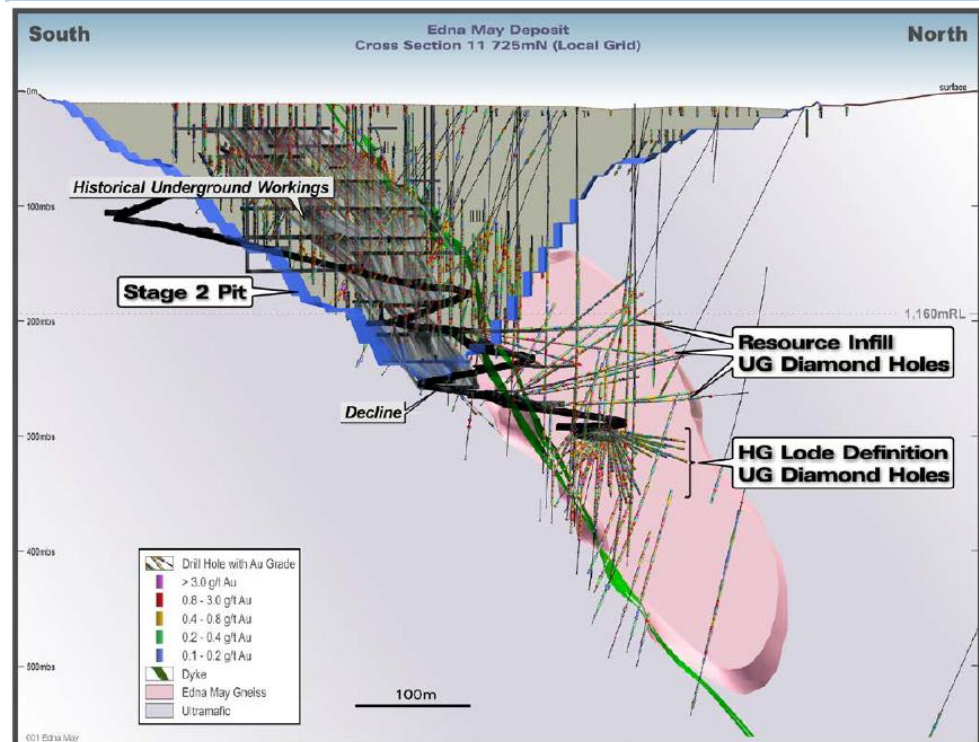 South
Edna May Deposit
Cross Section 11 725mN (Local Grid)
North
0m
surface
Historical Underground Workings
100mbs
Stage 2 Pit
200mbs
1,160mRL
Resource Infill
UG Diamond Holes
Decline
300mbs
HG Lode Definition
UG Diamond Holes
400mbs
Drill Hole with Au Grade
> 3.0 g/t Au
0.8 - 3.0 g/t Au
0.4 - 0.8 g/t Au
0.2 - 0.4 g/t Au
0.1 - 0.2 g/t Au
Dyke
Edna May Gneiss
Ultramafic
500mbs
100m
001 Edna May